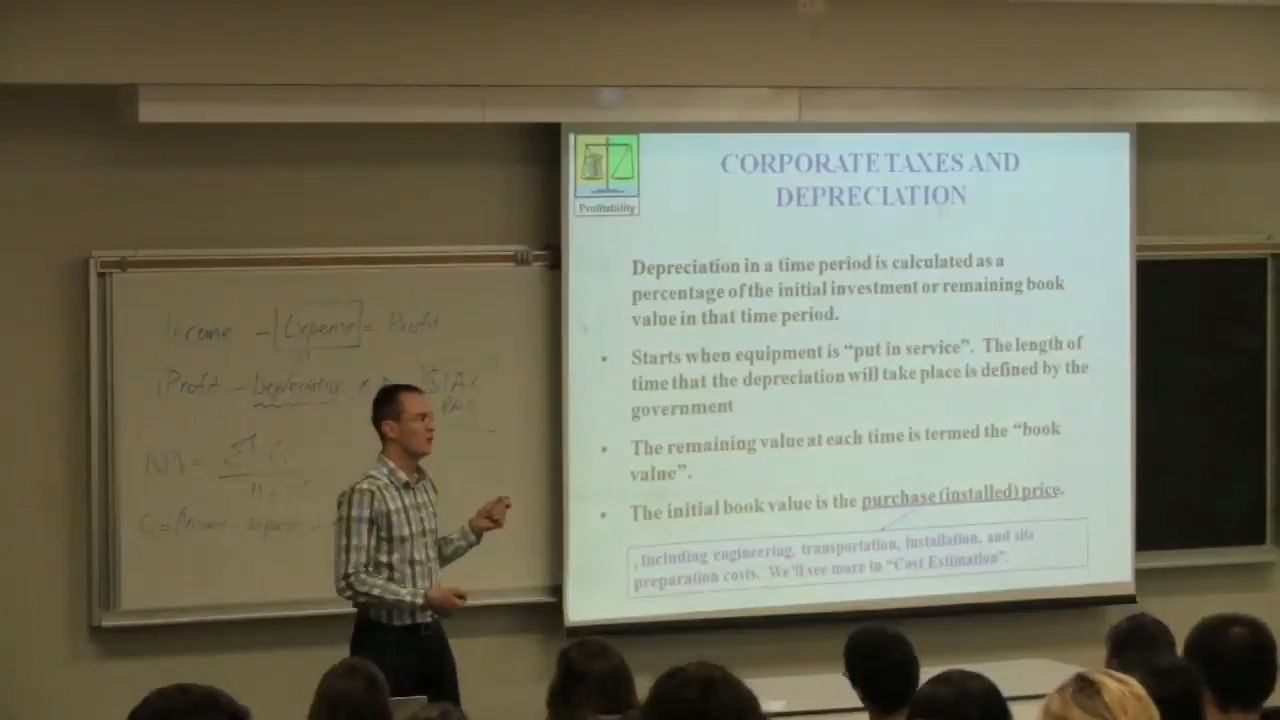 Profitability
CORPORATE TAXES AND
DEPRECIATION
Depreciation in a time period is calculated as a
percentage of the initial investment or remaining book
value in that time period.
• Starts when equipment is “put in service”. The length of
time that the depreciation will take place is defined by the
government
• The remaining value at each time is termed the “book
value”.
• The initial book value is the purchase (installed) price.
, including engineering, transportation, installation, and site
preparation costs. We’ll see more in “Cost Estimation”.
Income - Expense = Profit
Profit - Depreciation